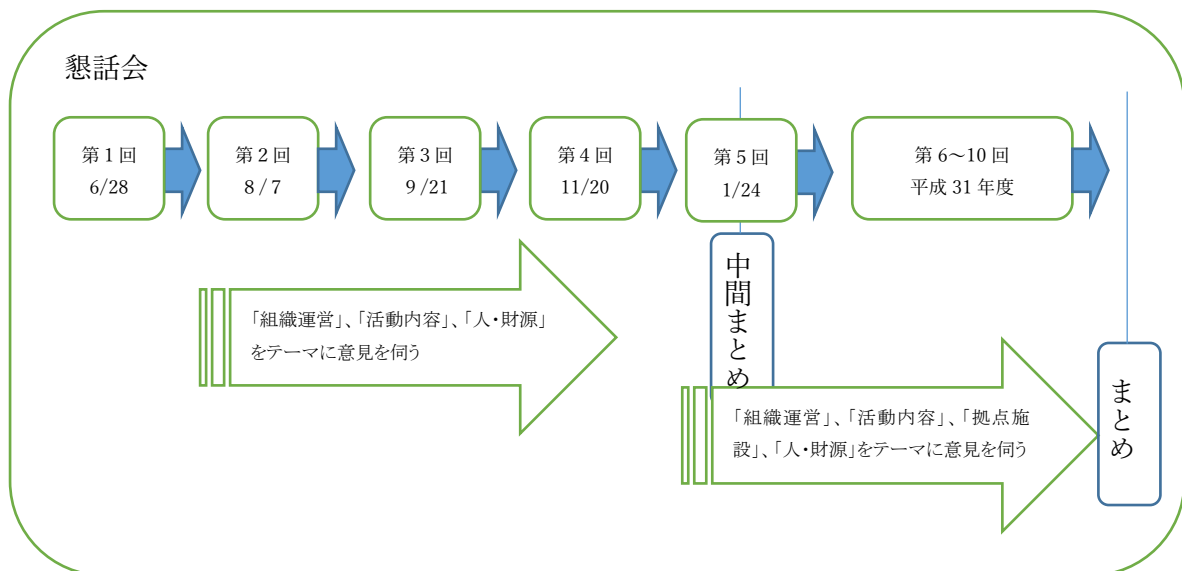 懇話会
第1回
6/28
第2回
8/7
第3回
9/21
第4回
11/20
第5回
1/24
第6～10回
平成31年度
中間まとめ
「組織運営」、「活動内容」、「人・財源」
をテーマに意見を伺う
「組織運営」、「活動内容」、「拠点施
設」、「人・財源」をテーマに意見を伺う
まとめ